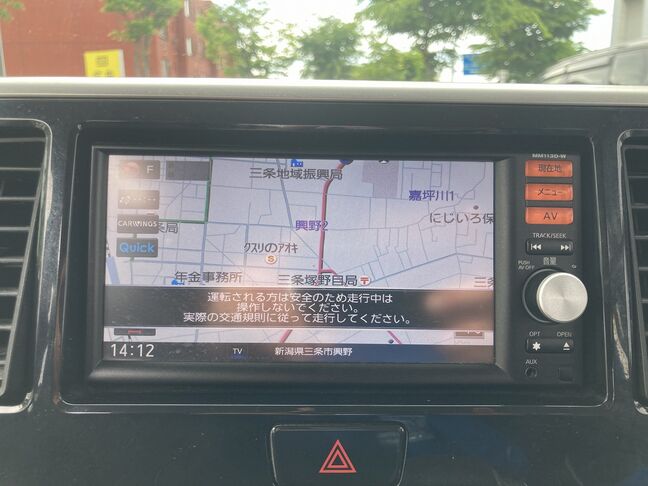 MM113D-W
F
三条地域振興局
現在地
嘉坪川1
メニュー
CARWINGS
興野2
にじいろ保
AV
Quick
クスリのアオキ
S
TRACK/SEEK
年金事務所
三条塚野目局
三条
音量
PUSH
AV OFF
運転される方は安全のため走行中は
操作しないでください。
実際の交通規則に従って走行してください。
14:12
TV
新潟県三条市興野
OPT
OPEN
AUX